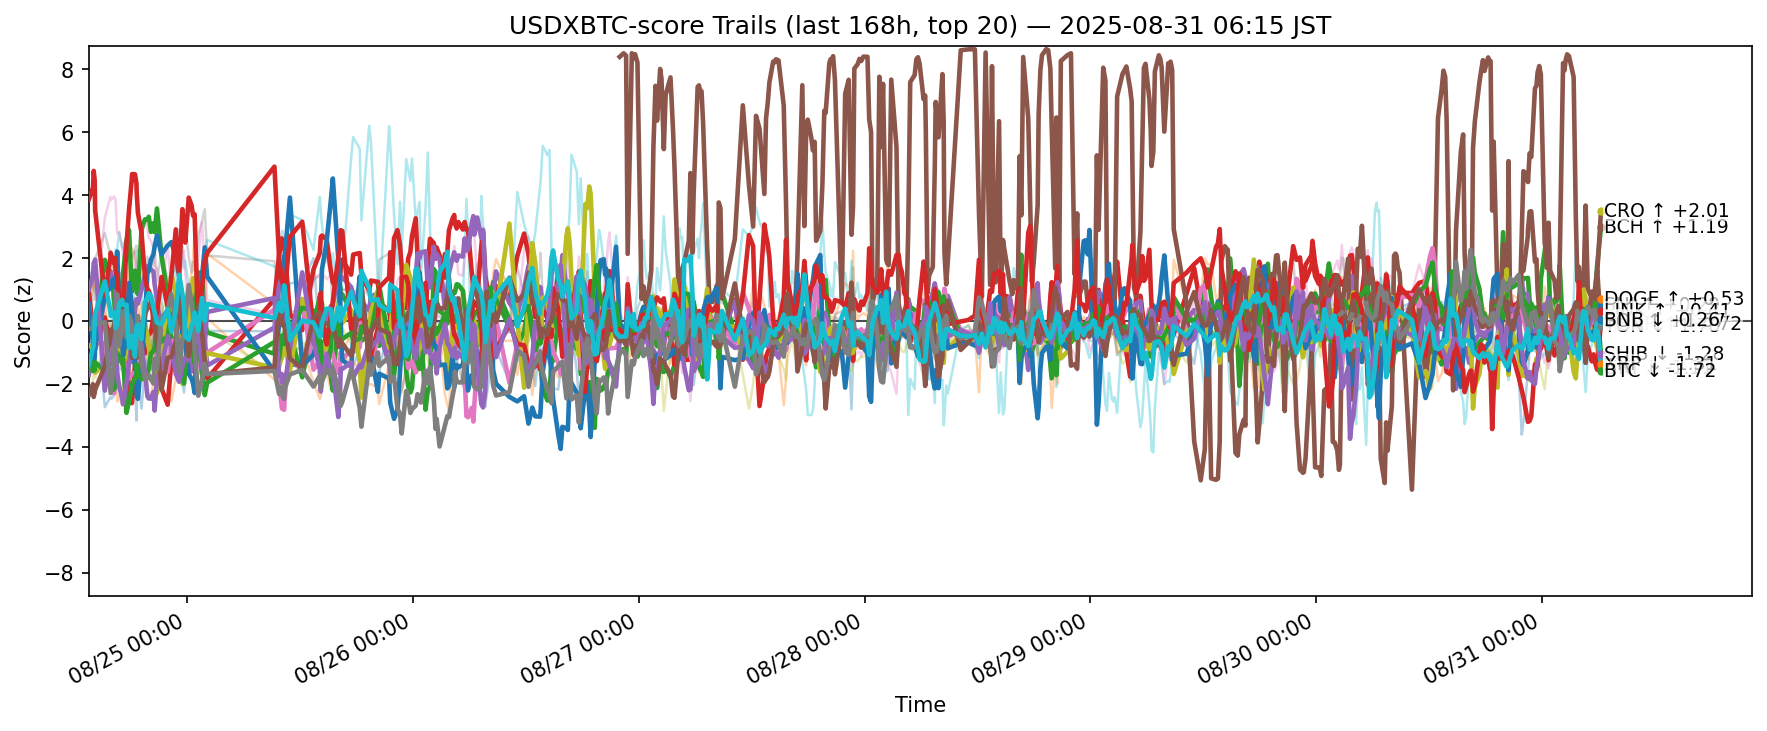 USDXBTC-score Trails (last 168h, top 20) — 2025-08-31 06:15 JST
Score (z)
8
6
4
2
0
−2
−4
−6
−8
CRO ↑ +2.01
BCH ↑ +1.19
DOGE ↑ +0.53
BNB ↓ -0.26
SHIB ↓ -1.28
BTC ↓ -1.72
08/25 00:00
08/26 00:00
08/27 00:00
08/28 00:00
08/29 00:00
08/30 00:00
08/31 00:00
Time